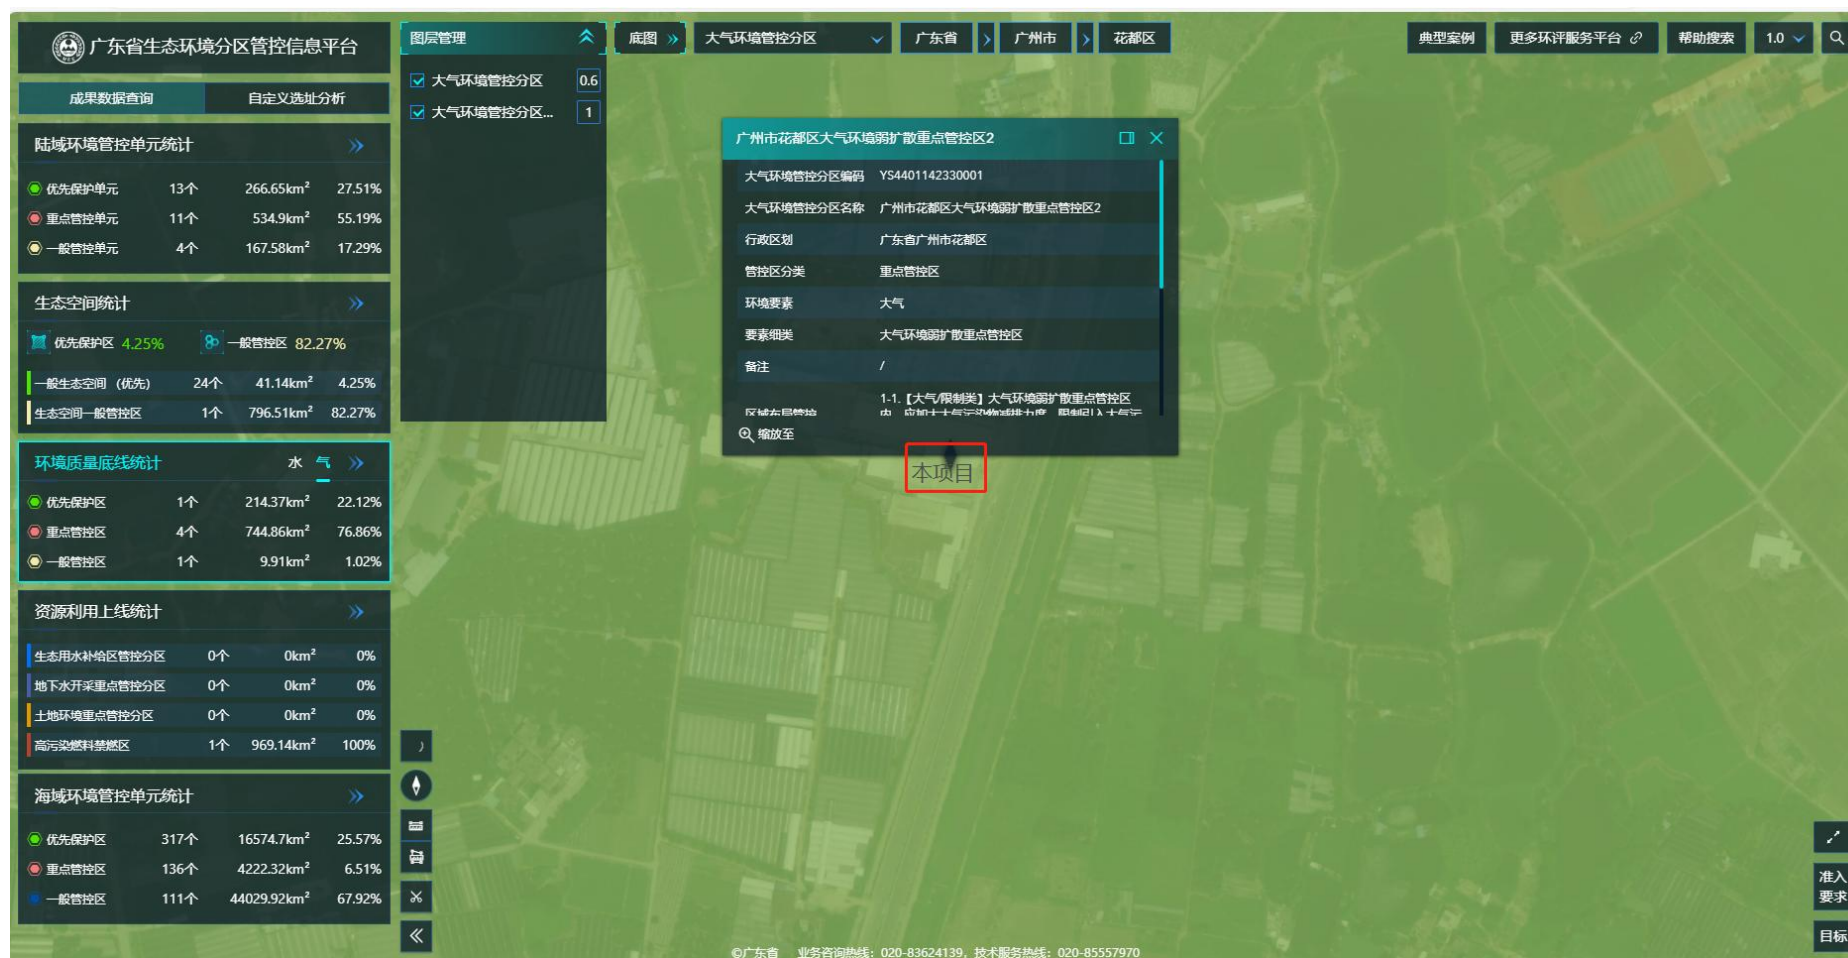 广东省生态环境分区管控信息平台
成果数据查询 自定义选址分析
陆域环境管控单元统计
优先保护单元 13个 266.65km² 27.51%
重点管控单元 11个 534.9km² 55.19%
一般管控单元 4个 167.58km² 17.29%
生态空间统计
优先保护区 4.25% 一般管控区 82.27%
一般生态空间（优先） 24个 41.14km² 4.25%
生态空间一般管控区 1个 796.51km² 82.27%
环境质量底线统计 水 气
优先保护区 1个 214.37km² 22.12%
重点管控区 4个 744.86km² 76.86%
一般管控区 1个 9.91km² 1.02%
资源利用上线统计
生态用水补给区管控分区 0个 0km² 0%
地下水开采重点管控分区 0个 0km² 0%
土地环境重点管控分区 0个 0km² 0%
高污染燃料禁燃区 1个 969.14km² 100%
海域环境管控单元统计
优先保护区 317个 16574.7km² 25.57%
重点管控区 136个 4222.32km² 6.51%
一般管控区 111个 44029.92km² 67.92%
图层管理
大气环境管控分区 0.6
大气环境管控分区... 1
底图 大气环境管控分区 广东省 广州市 花都区
典型案例 更多环评服务平台 帮助搜索 1.0
广州市花都区大气环境弱扩散重点管控区2
大气环境管控分区编码 YS4401142330001
大气环境管控分区名称 广州市花都区大气环境弱扩散重点管控区2
行政区划 广东省广州市花都区
管控区分类 重点管控区
环境要素 大气
要素细类 大气环境弱扩散重点管控区
备注 /
1-1.【大气/限制类】大气环境弱扩散重点管控区
区域布局管控 内，应加大大气污染物减排力度，限制引入大气污
缩放至
本项目
准入
要求
目标
©广东省 业务咨询热线：020-83624139，技术服务热线：020-85557970